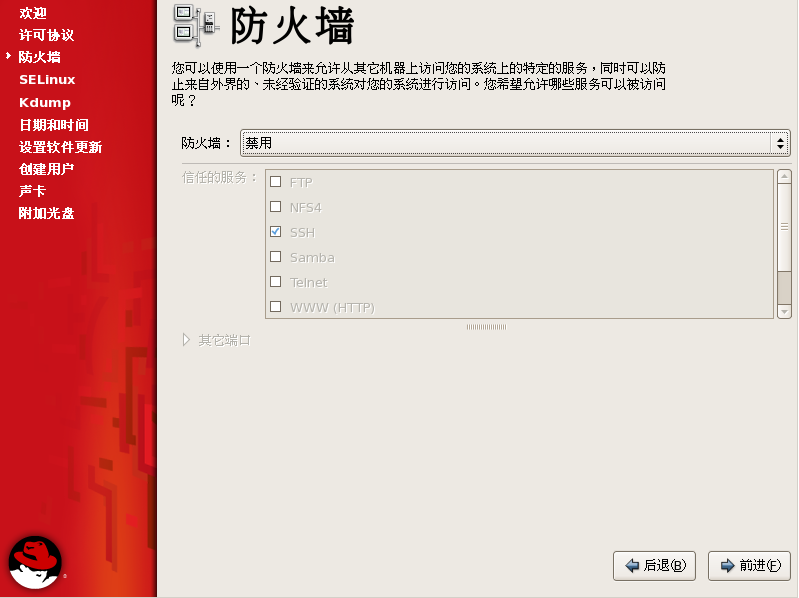 欢迎
许可协议
防火墙
SELinux
Kdump
日期和时间
设置软件更新
创建用户
声卡
附加光盘
防火墙
您可以使用一个防火墙来允许从其它机器上访问您的系统上的特定的服务，同时可以防
止来自外界的、未经验证的系统对您的系统进行访问。您希望允许哪些服务可以被访问
呢？
防火墙： 禁用
信任的服务：
FTP
NFS4
SSH
Samba
Telnet
WWW (HTTP)
其它端口
后退(B) 前进(F)